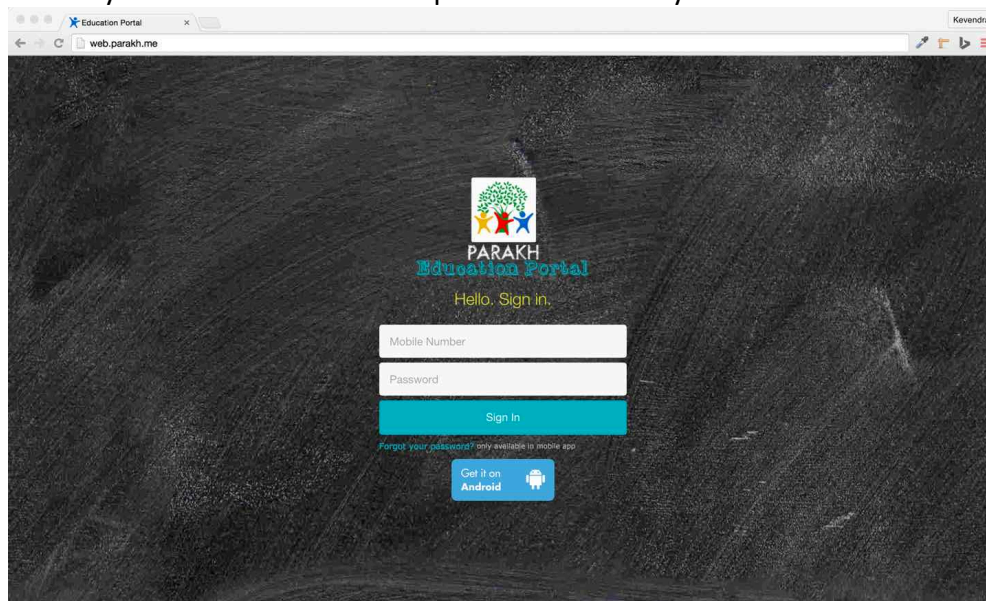 Education Portal
Kevendra
web.parakh.me
PARAKH
Education Portal
Hello. Sign in.
Mobile Number
Password
Sign In
Forgot your password? only available in mobile app
Get it on
Android